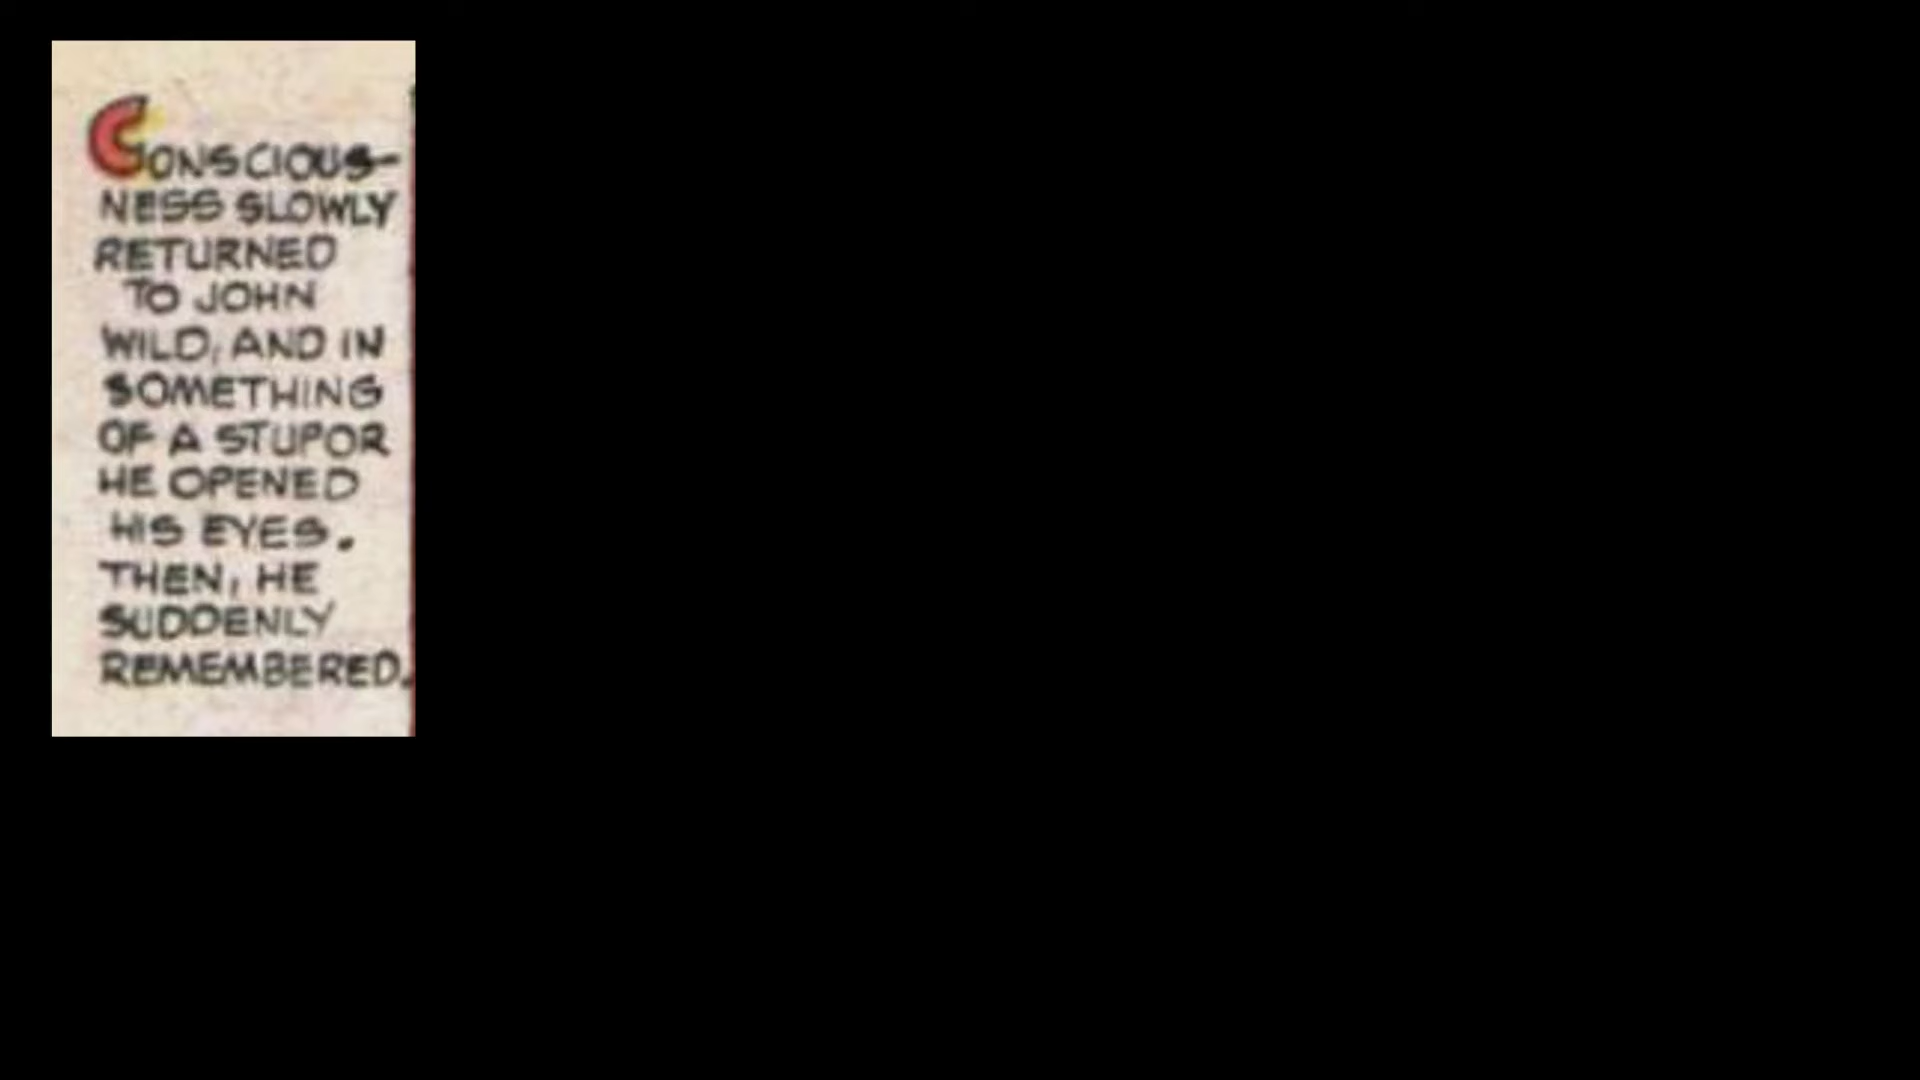 CONSCIOUS-
NESS SLOWLY
RETURNED
TO JOHN
WILD, AND IN
SOMETHING
OF A STUPOR
HE OPENED
HIS EYES.
THEN, HE
SUDDENLY
REMEMBERED.